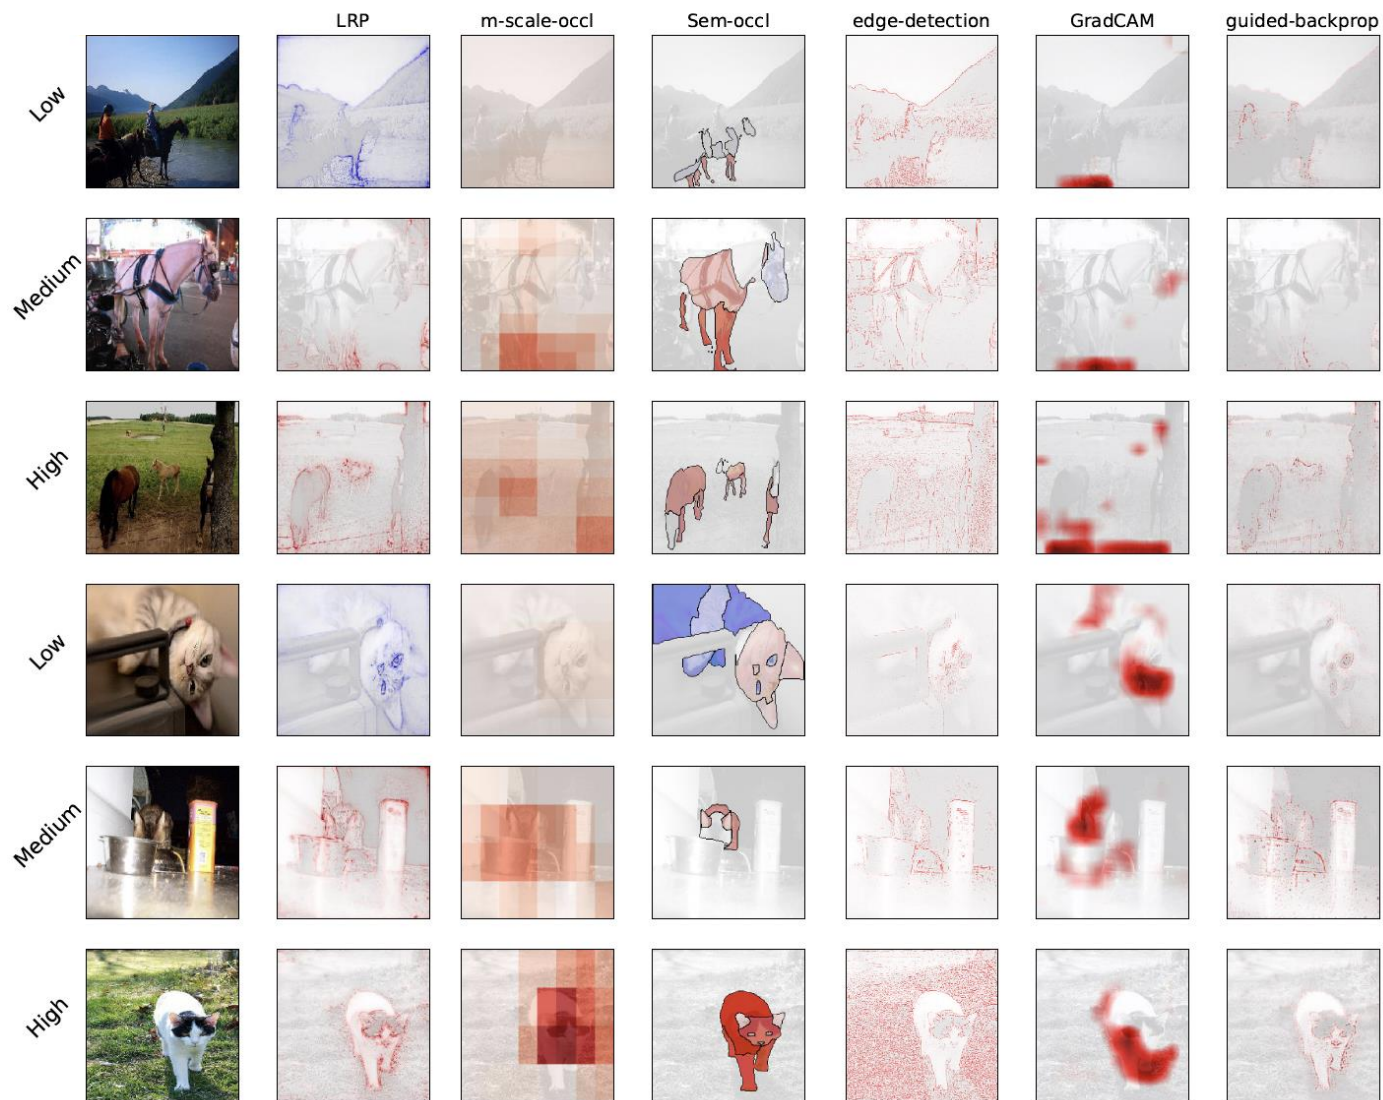 LRP m-scale-occl Sem-occl edge-detection GradCAM guided-backprop
Low
Medium
High
Low
Medium
High